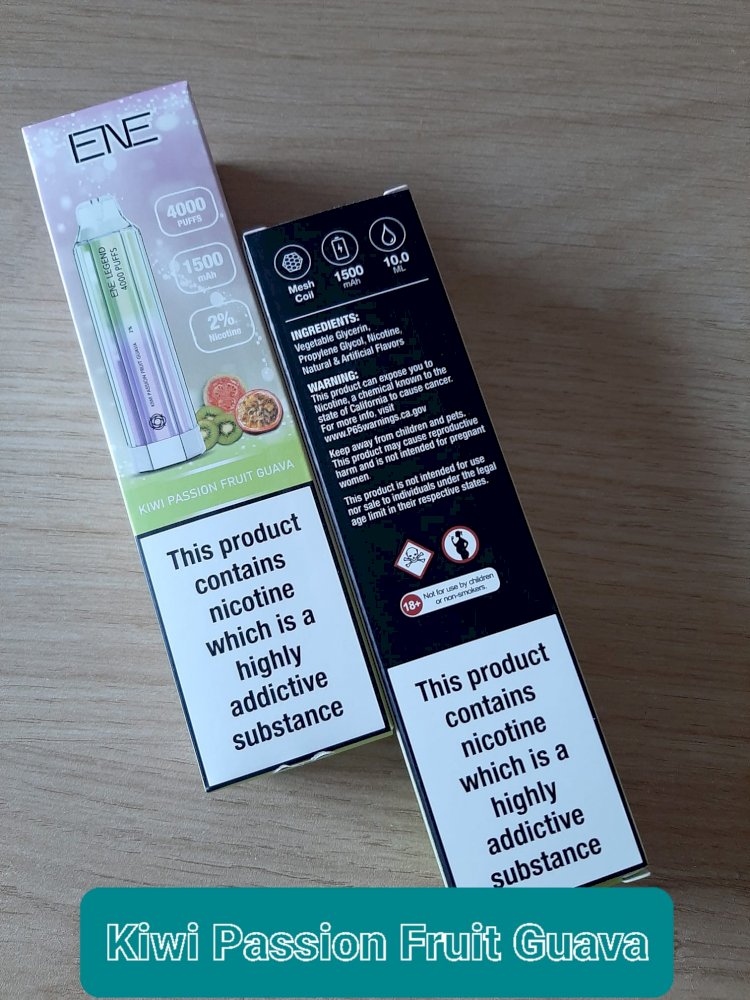 ENE
4000
PUFFS
1500
mAh
2%
Nicotine
ENE LEGEND
4000 PUFFS
KIWI PASSION FRUIT GUAVA
2%
KIWI PASSION FRUIT GUAVA
This product
contains
nicotine
which is a
highly
addictive
substance
Mesh
Coil
1500
mAh
10.0
ML
INGREDIENTS:
Vegetable Glycerin,
Propylene Glycol, Nicotine,
Natural & Artificial Flavors
WARNING:
This product can expose you to
Nicotine, a chemical known to the
state of California to cause cancer.
For more info, visit
www.P65warnings.ca.gov
Keep away from children and pets.
This product may cause reproductive
harm and is not intended for pregnant
women.
This product is not intended for use
nor sale to individuals under the legal
age limit in their respective states.
18+
Not for use by children
or non-smokers.
This product
contains
nicotine
which is a
highly
addictive
substance
Kiwi Passion Fruit Guava